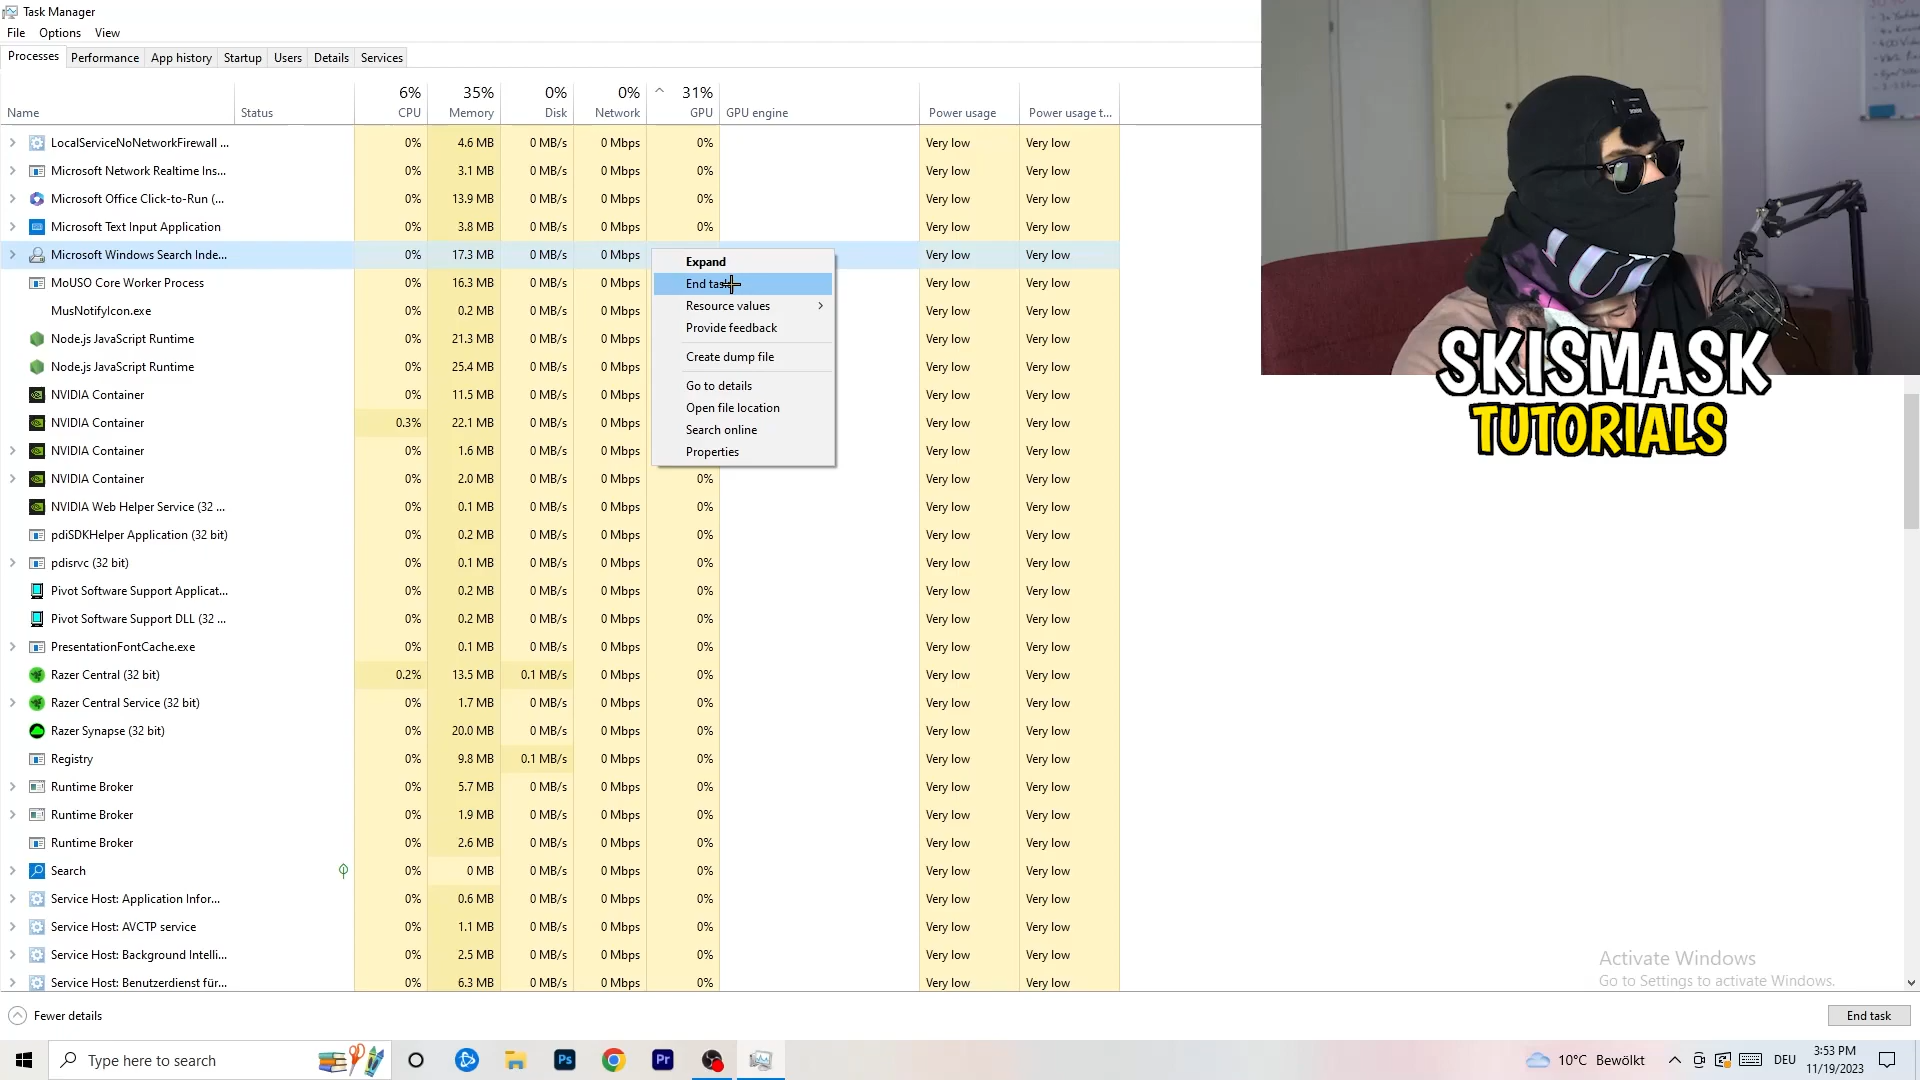 Task Manager
File Options View
Processes Performance App history Startup Users Details Services
6% 35% 0% 0% 31%
Name Status CPU Memory Disk Network GPU GPU engine Power usage Power usage t...
LocalServiceNoNetworkFirewall ... 0% 4.6 MB 0 MB/s 0 Mbps 0% Very low Very low
Microsoft Network Realtime Ins... 0% 3.1 MB 0 MB/s 0 Mbps 0% Very low Very low
Microsoft Office Click-to-Run (... 0% 13.9 MB 0 MB/s 0 Mbps 0% Very low Very low
Microsoft Text Input Application 0% 3.8 MB 0 MB/s 0 Mbps 0% Very low Very low
Microsoft Windows Search Inde... 0% 17.3 MB 0 MB/s 0 Mbps Very low Very low
MoUSO Core Worker Process 0% 16.3 MB 0 MB/s 0 Mbps Very low Very low
MusNotifyIcon.exe 0% 0.2 MB 0 MB/s 0 Mbps Very low Very low
Node.js JavaScript Runtime 0% 21.3 MB 0 MB/s 0 Mbps Very low Very low
Node.js JavaScript Runtime 0% 25.4 MB 0 MB/s 0 Mbps Very low Very low
NVIDIA Container 0% 11.5 MB 0 MB/s 0 Mbps Very low Very low
NVIDIA Container 0.3% 22.1 MB 0 MB/s 0 Mbps Very low Very low
NVIDIA Container 0% 1.6 MB 0 MB/s 0 Mbps Very low Very low
NVIDIA Container 0% 2.0 MB 0 MB/s 0 Mbps 0% Very low Very low
NVIDIA Web Helper Service (32 ... 0% 0.1 MB 0 MB/s 0 Mbps 0% Very low Very low
pdiSDKHelper Application (32 bit) 0% 0.2 MB 0 MB/s 0 Mbps 0% Very low Very low
pdisrvc (32 bit) 0% 0.1 MB 0 MB/s 0 Mbps 0% Very low Very low
Pivot Software Support Applicat... 0% 0.2 MB 0 MB/s 0 Mbps 0% Very low Very low
Pivot Software Support DLL (32 ... 0% 0.2 MB 0 MB/s 0 Mbps 0% Very low Very low
PresentationFontCache.exe 0% 0.1 MB 0 MB/s 0 Mbps 0% Very low Very low
Razer Central (32 bit) 0.2% 13.5 MB 0.1 MB/s 0 Mbps 0% Very low Very low
Razer Central Service (32 bit) 0% 1.7 MB 0 MB/s 0 Mbps 0% Very low Very low
Razer Synapse (32 bit) 0% 20.0 MB 0 MB/s 0 Mbps 0% Very low Very low
Registry 0% 9.8 MB 0.1 MB/s 0 Mbps 0% Very low Very low
Runtime Broker 0% 5.7 MB 0 MB/s 0 Mbps 0% Very low Very low
Runtime Broker 0% 1.9 MB 0 MB/s 0 Mbps 0% Very low Very low
Runtime Broker 0% 2.6 MB 0 MB/s 0 Mbps 0% Very low Very low
Search 0% 0 MB 0 MB/s 0 Mbps 0% Very low Very low
Service Host: Application Infor... 0% 0.6 MB 0 MB/s 0 Mbps 0% Very low Very low
Service Host: AVCTP service 0% 1.1 MB 0 MB/s 0 Mbps 0% Very low Very low
Service Host: Background Intelli... 0% 2.5 MB 0 MB/s 0 Mbps 0% Very low Very low
Service Host: Benutzerdienst für... 0% 6.3 MB 0 MB/s 0 Mbps 0% Very low Very low
Expand
End task
Resource values
Provide feedback
Create dump file
Go to details
Open file location
Search online
Properties
SKISMASK
TUTORIALS
Activate Windows
Go to Settings to activate Windows.
Fewer details
End task
Type here to search
Ps
Pr
10°C Bewölkt
DEU
3:53 PM
11/19/2023